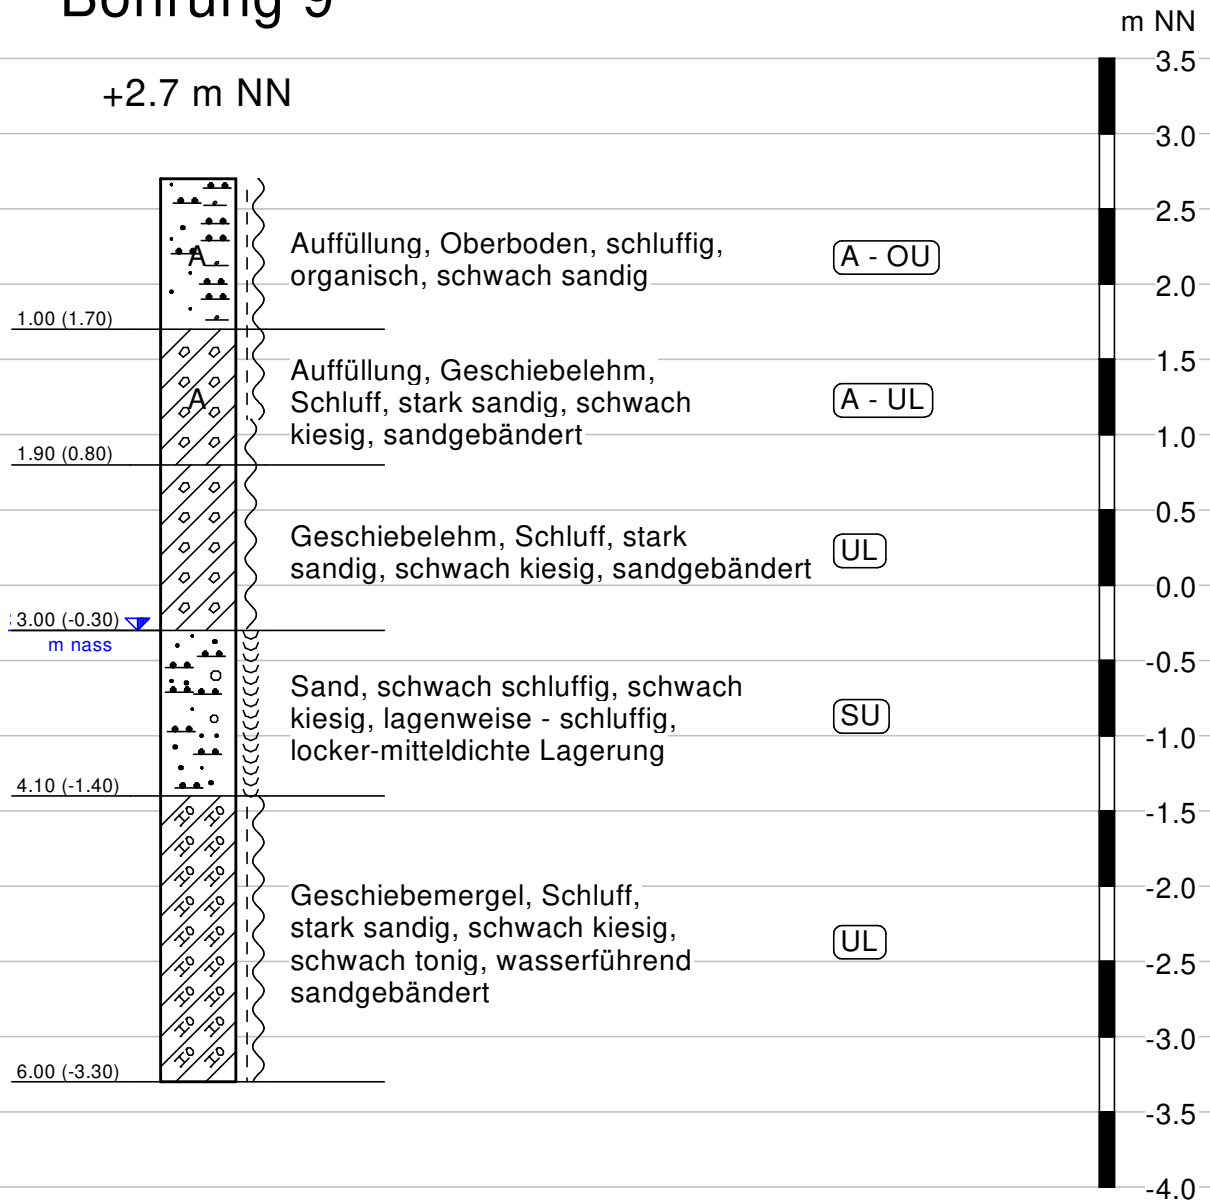 Bohrung 9
m NN
+2.7 m NN
3.5
3.0
2.5
2.0
1.5
1.0
0.5
0.0
-0.5
-1.0
-1.5
-2.0
-2.5
-3.0
-3.5
-4.0
A
Auffüllung, Oberboden, schluffig,
organisch, schwach sandig
A - OU
1.00 (1.70)
A
Auffüllung, Geschiebelehm,
Schluff, stark sandig, schwach
kiesig, sandgebändert
A - UL
1.90 (0.80)
Geschiebelehm, Schluff, stark
sandig, schwach kiesig, sandgebändert
UL
3.00 (-0.30)
m nass
Sand, schwach schluffig, schwach
kiesig, lagenweise - schluffig,
locker-mitteldichte Lagerung
SU
4.10 (-1.40)
Geschiebemergel, Schluff,
stark sandig, schwach kiesig,
schwach tonig, wasserführend
sandgebändert
UL
6.00 (-3.30)